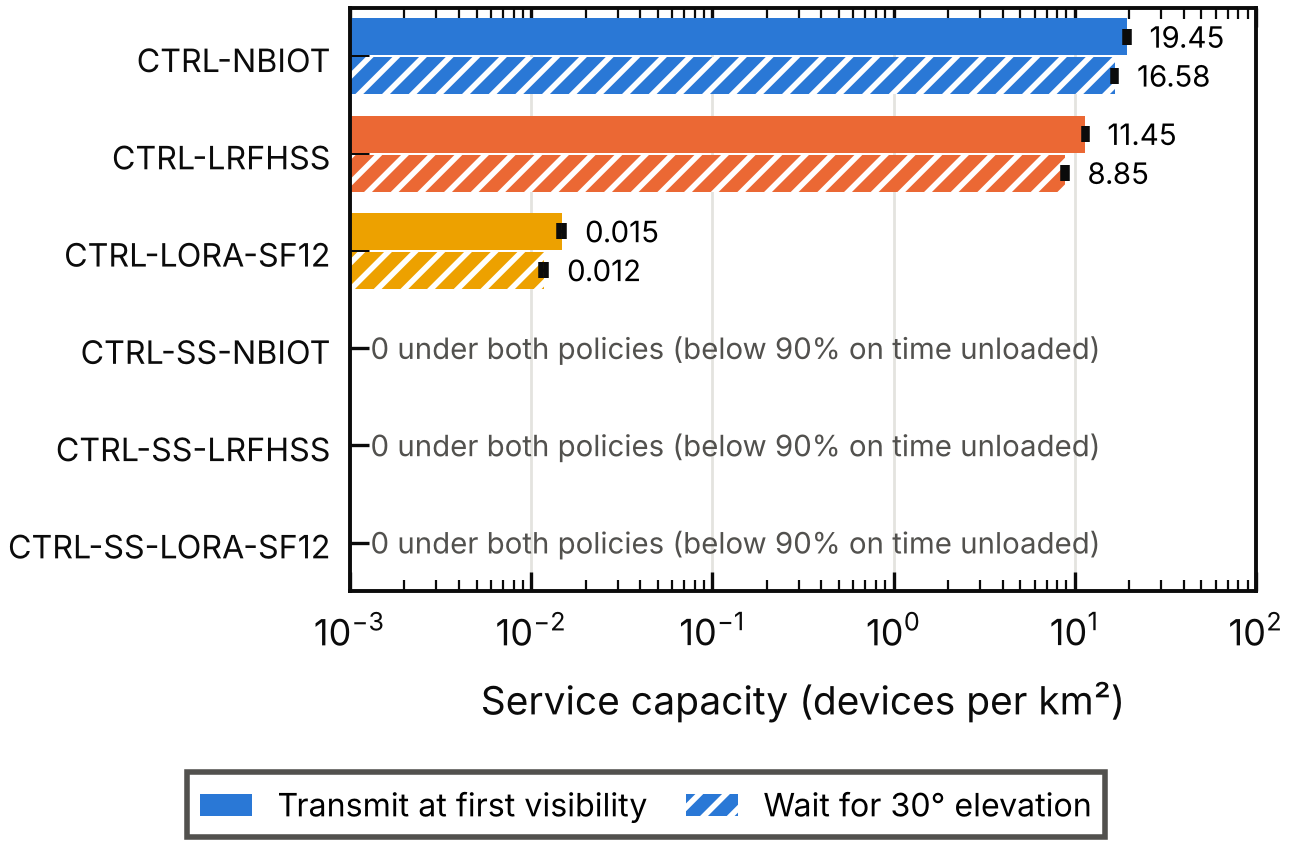 CTRL-NBIOT
19.45
16.58
CTRL-LRFHSS
11.45
8.85
CTRL-LORA-SF12
0.015
0.012
CTRL-SS-NBIOT 0 under both policies (below 90% on time unloaded)
CTRL-SS-LRFHSS 0 under both policies (below 90% on time unloaded)
CTRL-SS-LORA-SF12 0 under both policies (below 90% on time unloaded)
10⁻³ 10⁻² 10⁻¹ 10⁰ 10¹ 10²
Service capacity (devices per km²)
Transmit at first visibility Wait for 30° elevation